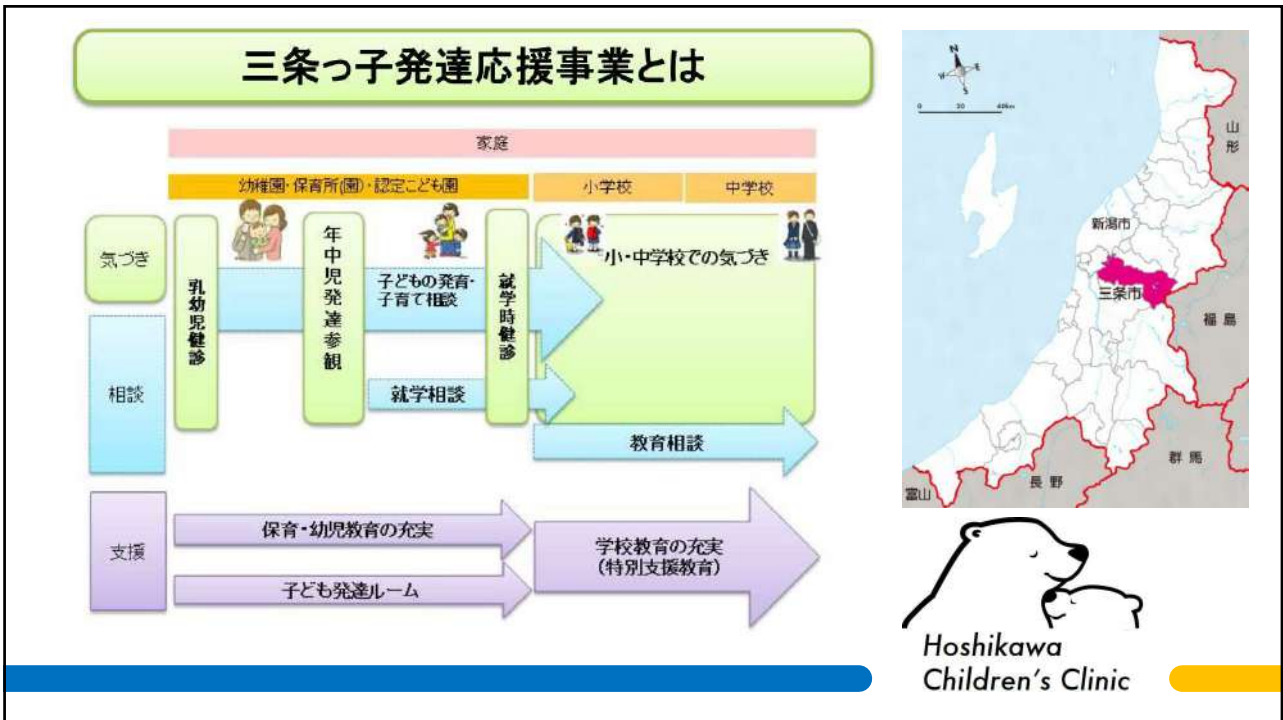 三条っ子発達応援事業とは
家庭
幼稚園・保育所(園)・認定こども園
小学校
中学校
気づき
相談
支援
乳幼児健診
年中児発達参観
子どもの発育・
子育て相談
就学時健診
小・中学校での気づき
就学相談
教育相談
保育・幼児教育の充実
子ども発達ルーム
学校教育の充実
(特別支援教育)
N
W
E
S
0
20
40km
山形
新潟市
三条市
福島
群馬
長野
富山
Hoshikawa
Children's Clinic